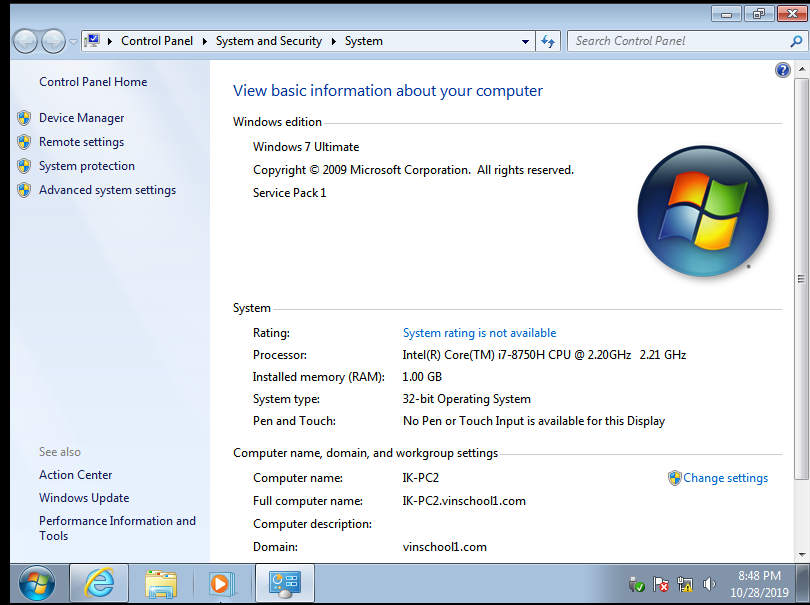 Control Panel ▸ System and Security ▸ System
Search Control Panel
Control Panel Home
Device Manager
Remote settings
System protection
Advanced system settings
See also
Action Center
Windows Update
Performance Information and
Tools
View basic information about your computer
Windows edition
Windows 7 Ultimate
Copyright © 2009 Microsoft Corporation. All rights reserved.
Service Pack 1
System
Rating: System rating is not available
Processor: Intel(R) Core(TM) i7-8750H CPU @ 2.20GHz 2.21 GHz
Installed memory (RAM): 1.00 GB
System type: 32-bit Operating System
Pen and Touch: No Pen or Touch Input is available for this Display
Computer name, domain, and workgroup settings
Computer name: IK-PC2
Change settings
Full computer name: IK-PC2.vinschool1.com
Computer description:
Domain: vinschool1.com
8:48 PM
10/28/2019